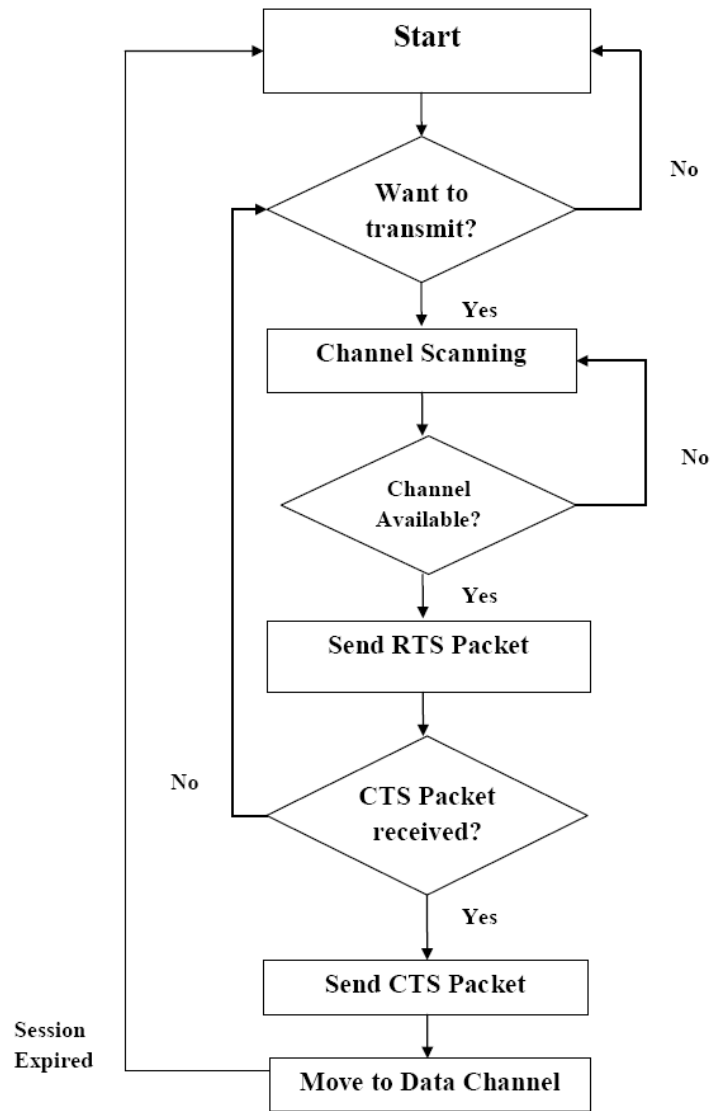 Start
No
Want to
transmit?
Yes
Channel Scanning
No
Channel
Available?
Yes
Send RTS Packet
No
CTS Packet
received?
Yes
Send CTS Packet
Session
Expired
Move to Data Channel